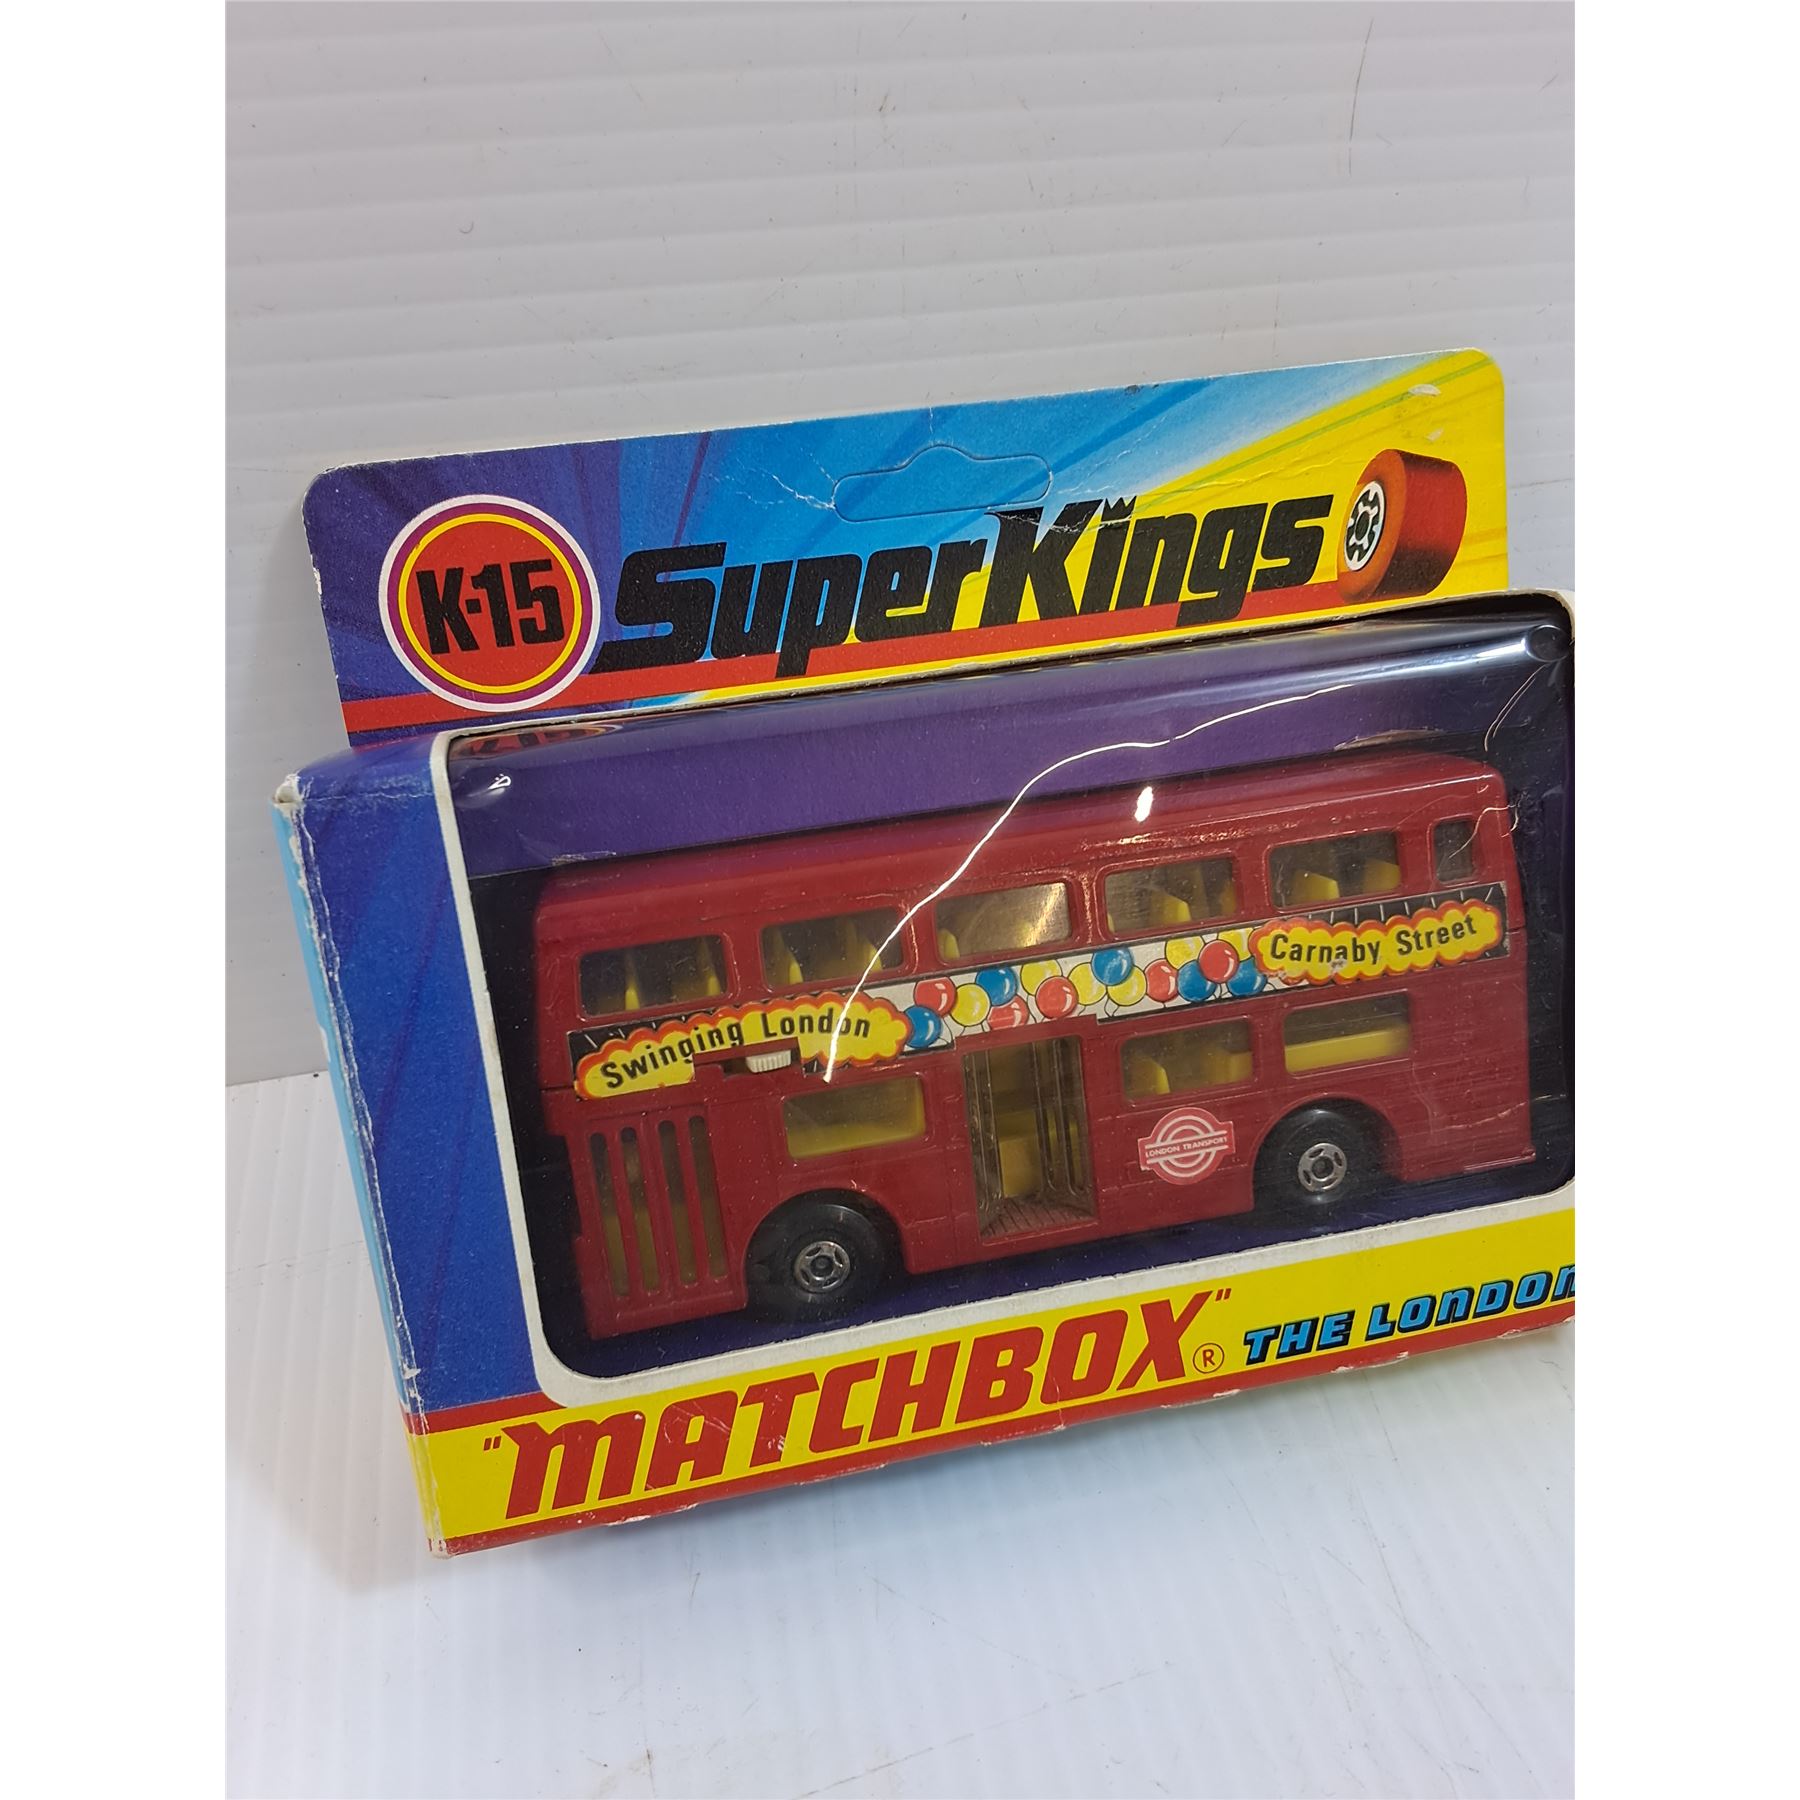 K-15 SuperKings
Carnaby Street
Swinging London
LONDON TRANSPORT
"MATCHBOX"® THE LONDON